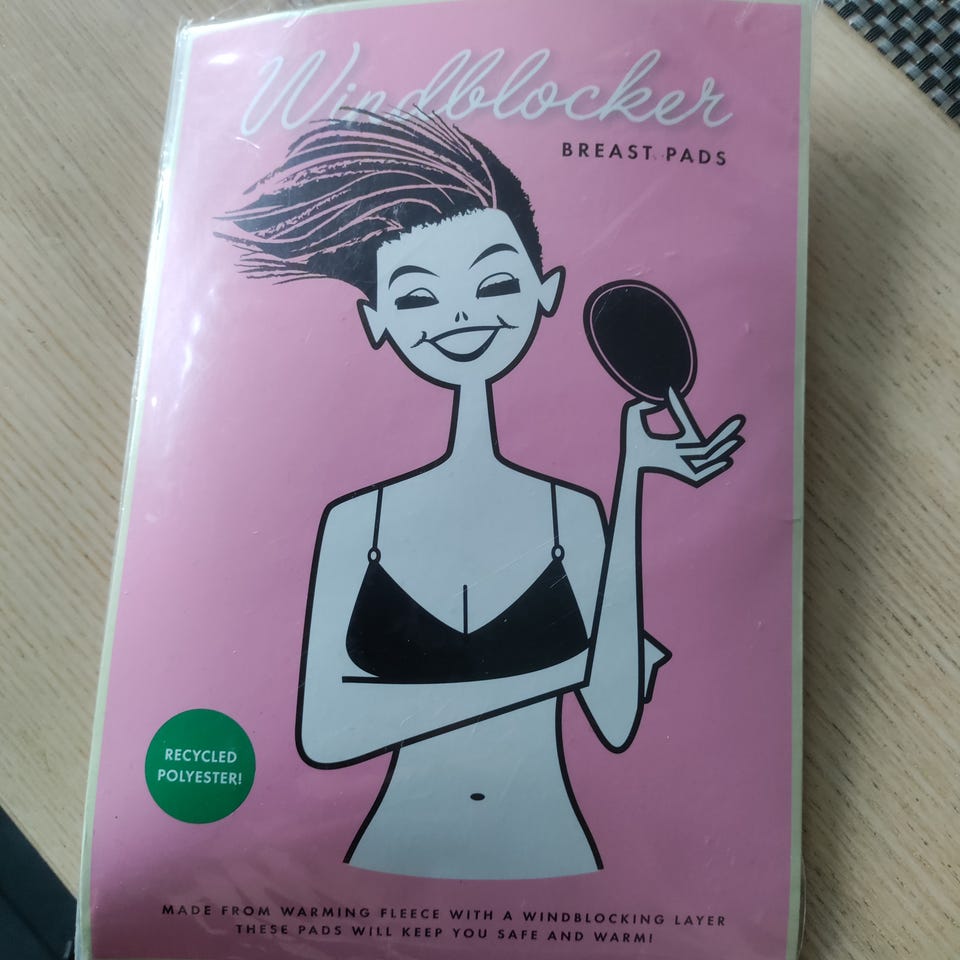 Windblocker
BREAST PADS
RECYCLED
POLYESTER!
MADE FROM WARMING FLEECE WITH A WINDBLOCKING LAYER
THESE PADS WILL KEEP YOU SAFE AND WARM!